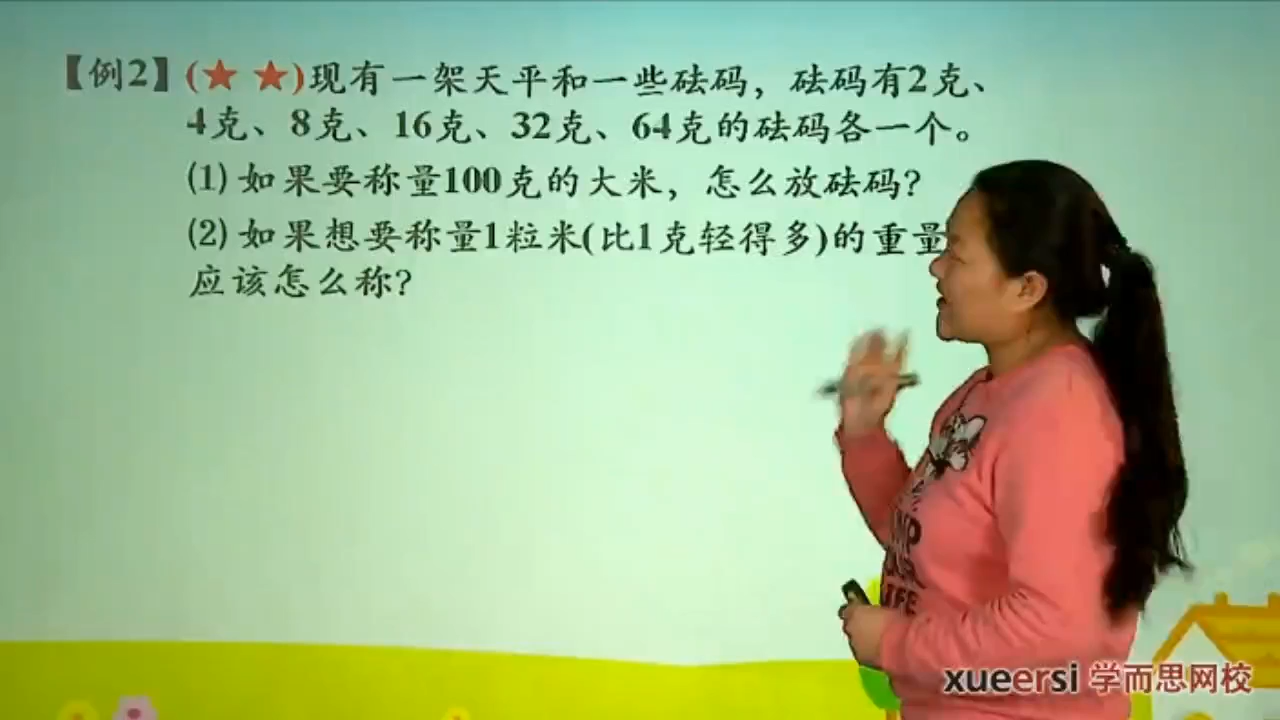 【例2】(★ ★)现有一架天平和一些砝码，砝码有2克、
4克、8克、16克、32克、64克的砝码各一个。
(1) 如果要称量100克的大米，怎么放砝码?
(2) 如果想要称量1粒米(比1克轻得多)的重量
应该怎么称?
xueersi 学而思网校